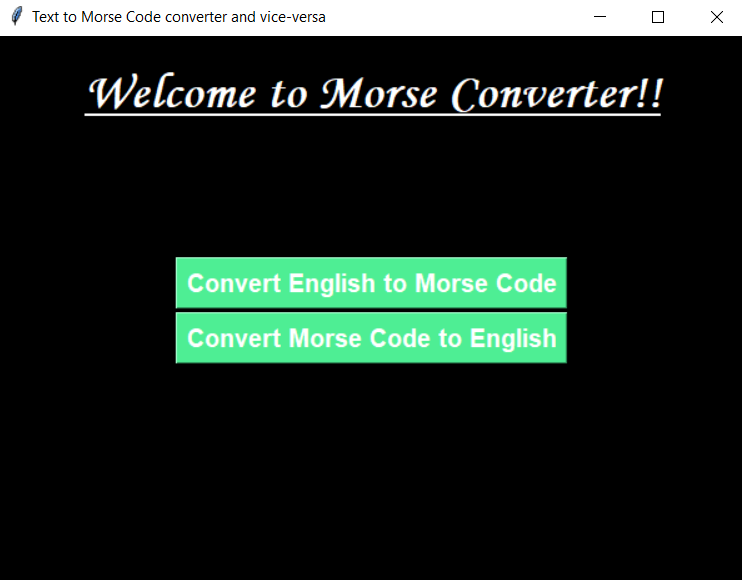 Text to Morse Code converter and vice-versa
Welcome to Morse Converter!!
Convert English to Morse Code
Convert Morse Code to English